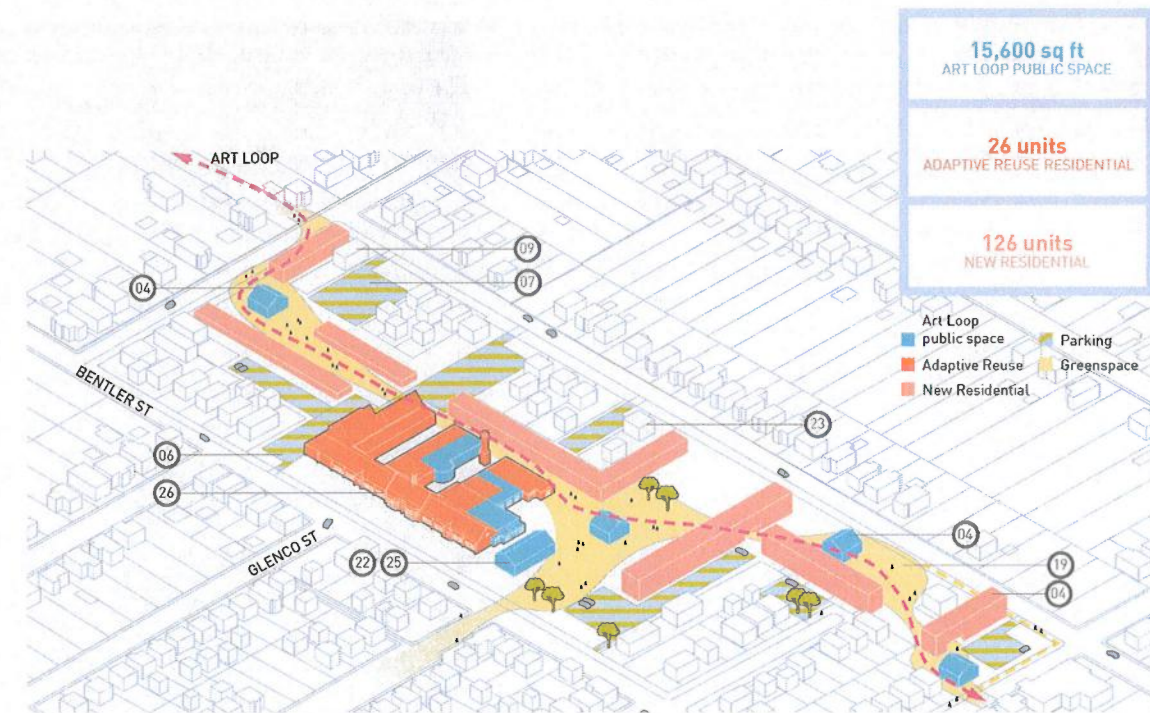 15,600 sq ft
ART LOOP PUBLIC SPACE
26 units
ADAPTIVE REUSE RESIDENTIAL
126 units
NEW RESIDENTIAL
ART LOOP
09
04
07
Art Loop
public space
Adaptive Reuse
New Residential
Parking
Greenspace
BENTLER ST
23
06
26
GLENCO ST
22 25
04
19
04